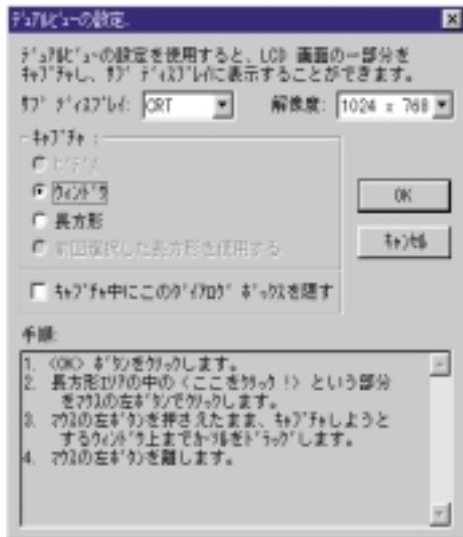 ﾃﾞｭｱﾙﾋﾞｭｰの設定.
ﾃﾞｭｱﾙﾋﾞｭｰの設定を使用すると、LCD 画面の一部分を
ｷｬﾌﾟﾁｬし、ｻﾌﾞ ﾃﾞｨｽﾌﾟﾚｲに表示することができます。
ｻﾌﾞ ﾃﾞｨｽﾌﾟﾚｲ: CRT 解像度: 1024 x 768
ｷｬﾌﾟﾁｬ :
ﾋﾞﾃﾞｵ
ｳｨﾝﾄﾞｳ
長方形
前回選択した長方形を使用する
OK
ｷｬﾝｾﾙ
ｷｬﾌﾟﾁｬ中にこのﾀﾞｲｱﾛｸﾞ ﾎﾞｯｸｽを隠す
手順:
1. <OK> ﾎﾞﾀﾝをｸﾘｯｸします。
2. 長方形ｴﾘｱの中の <ここをｸﾘｯｸ !> という部分
をﾏｳｽの左ﾎﾞﾀﾝでｸﾘｯｸします。
3. ﾏｳｽの左ﾎﾞﾀﾝを押さえたまま、ｷｬﾌﾟﾁｬしようと
するｳｨﾝﾄﾞｳ上までｶｰｿﾙをﾄﾞﾗｯｸﾞします。
4. ﾏｳｽの左ﾎﾞﾀﾝを離します。